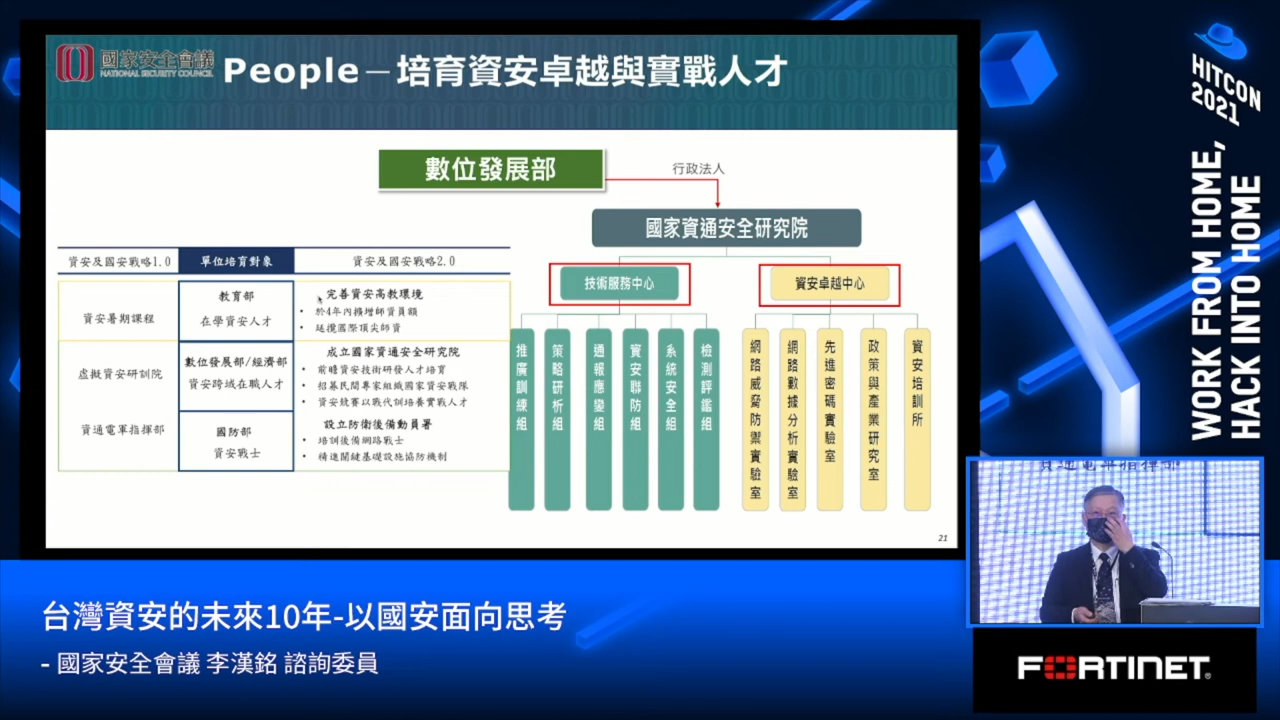 國家安全會議
NATIONAL SECURITY COUNCIL
People－培育資安卓越與實戰人才
數位發展部
行政法人
國家資通安全研究院
技術服務中心
資安卓越中心
推廣訓練組
策略研析組
通報應變組
資安聯防組
系統安全組
檢測評鑑組
網路威脅防禦實驗室
網路數據分析實驗室
先進密碼實驗室
政策與產業研究室
資安培訓所
資安及國安戰略1.0
單位培育對象
資安及國安戰略2.0
資安暑期課程
教育部
在學資安人才
完善資安高教環境
• 於4年內擴增師資員額
• 延攬國際頂尖師資
虛擬資安研訓院
數位發展部/經濟部
資安跨域在職人才
成立國家資通安全研究院
• 前瞻資安技術研發人才培育
• 招募民間專家組織國家資安戰隊
• 資安競賽以戰代訓培養實戰人才
資通電軍指揮部
國防部
資安戰士
設立防衛後備動員署
• 培訓後備網路戰士
• 精進關鍵基礎設施協防機制
21
HITCON
2021
WORK FROM HOME,
HACK INTO HOME
資通電軍指揮部
台灣資安的未來10年-以國安面向思考
- 國家安全會議 李漢銘 諮詢委員
FORTINET